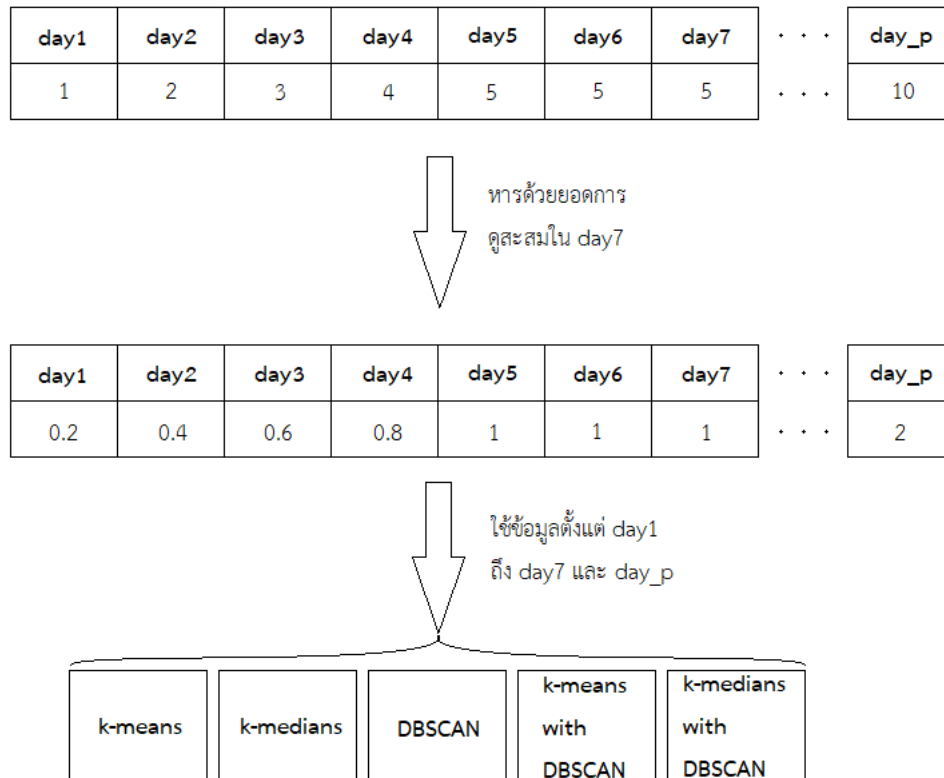 day1 day2 day3 day4 day5 day6 day7 . . . day_p
1 2 3 4 5 5 5 . . . 10
หารด้วยยอดการ
ดูสะสมใน day7
day1 day2 day3 day4 day5 day6 day7 . . . day_p
0.2 0.4 0.6 0.8 1 1 1 . . . 2
ใช้ข้อมูลตั้งแต่ day1
ถึง day7 และ day_p
k-means
k-medians
DBSCAN
k-means
with
DBSCAN
k-medians
with
DBSCAN